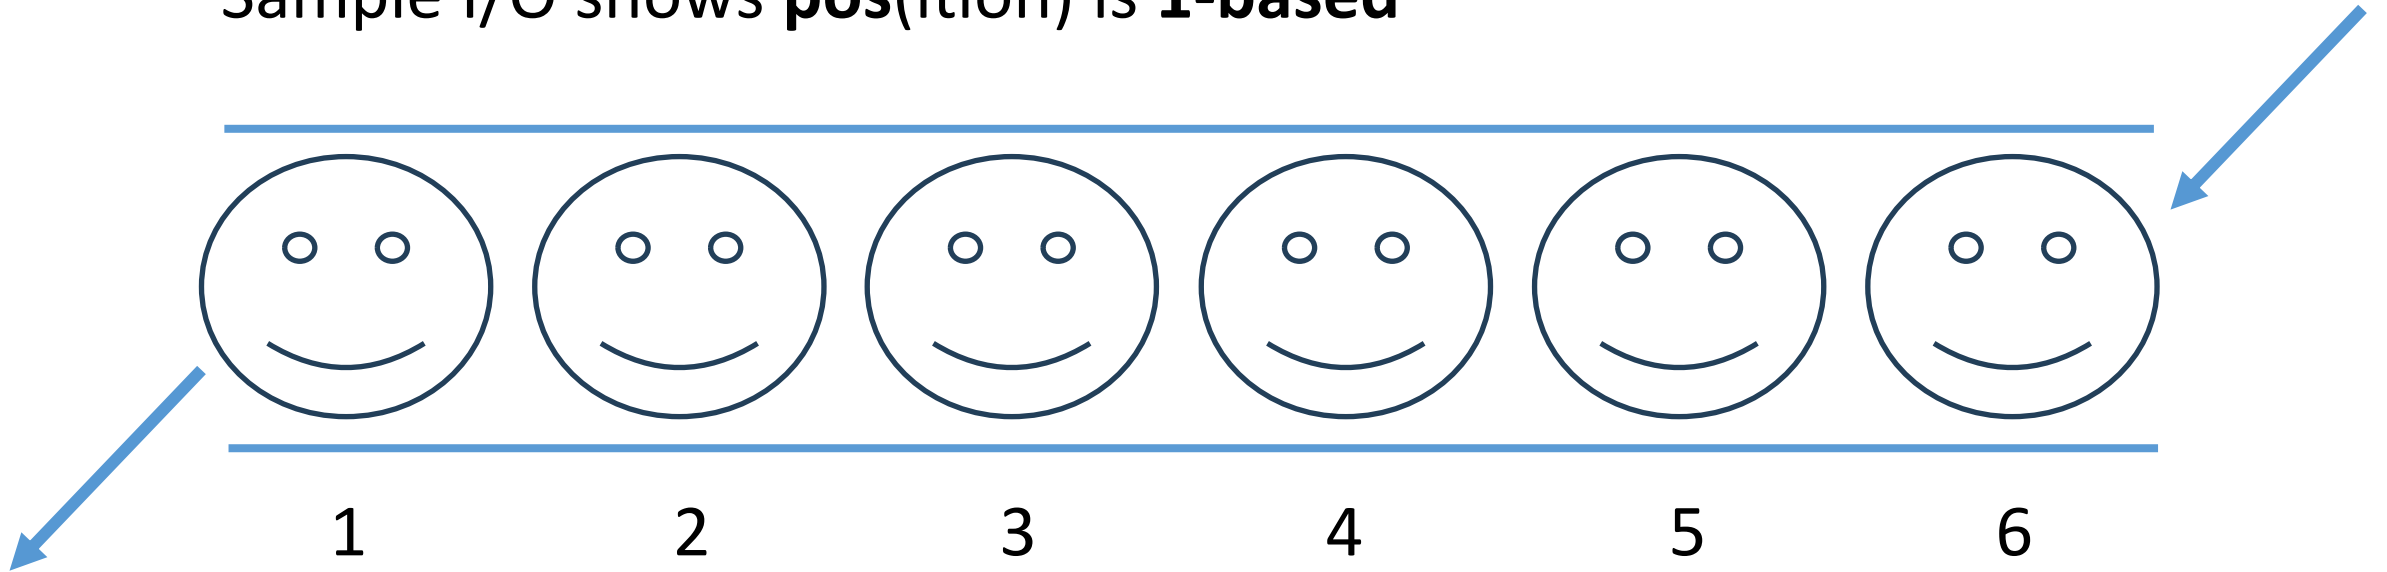 Sample I/O shows pos(ition) is 1-based
1 2 3 4 5 6